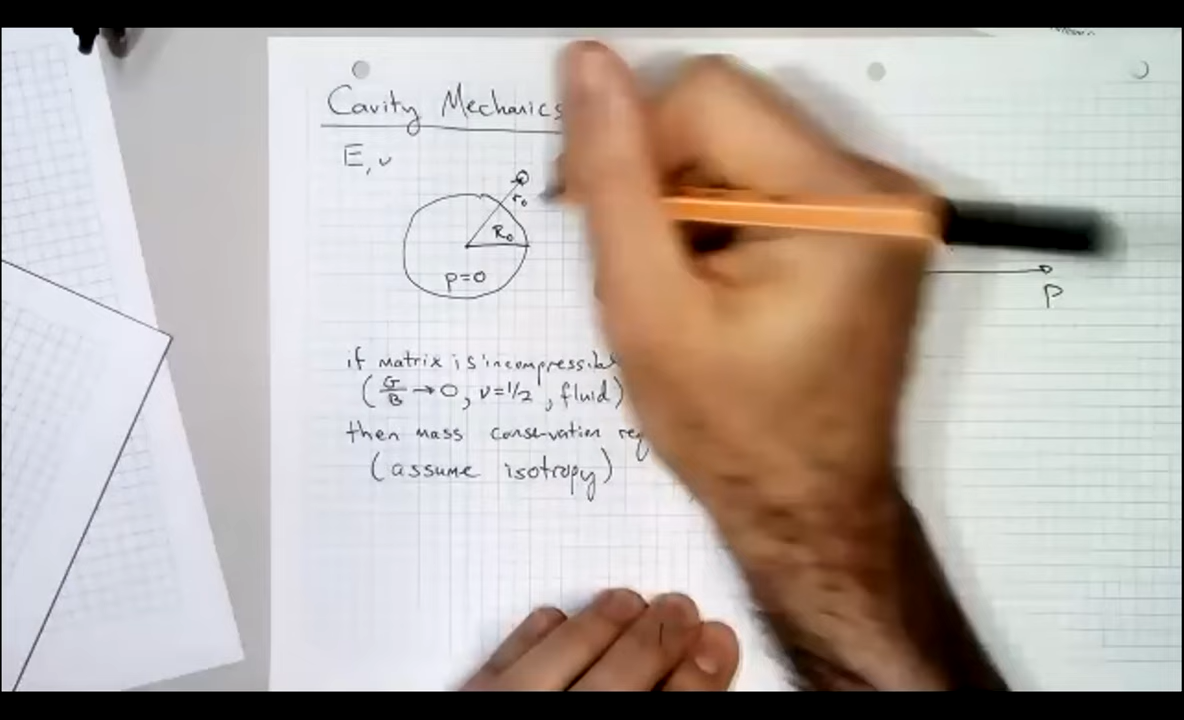 Cavity Mechanics
E, ν
r₀
R₀
p=0
P
if matrix is incompressible
(G/B → 0, ν=1/2, fluid)
then mass conservation
(assume isotropy)